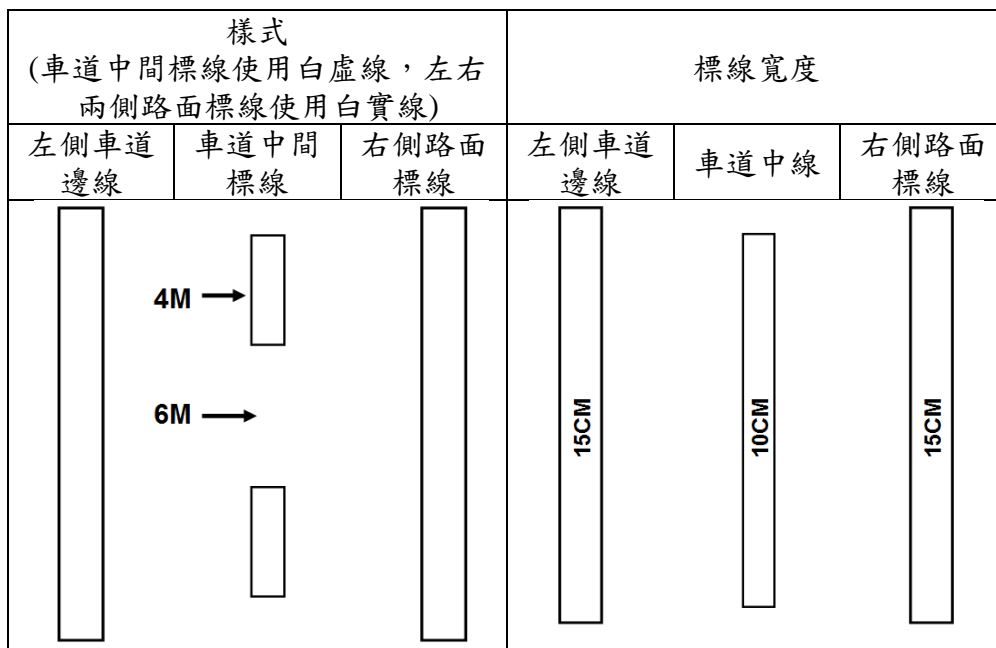 樣式
(車道中間標線使用白虛線，左右
兩側路面標線使用白實線)
標線寬度
左側車道
邊線
車道中間
標線
右側路面
標線
左側車道
邊線
車道中線
右側路面
標線
4M
6M
15CM
10CM
15CM